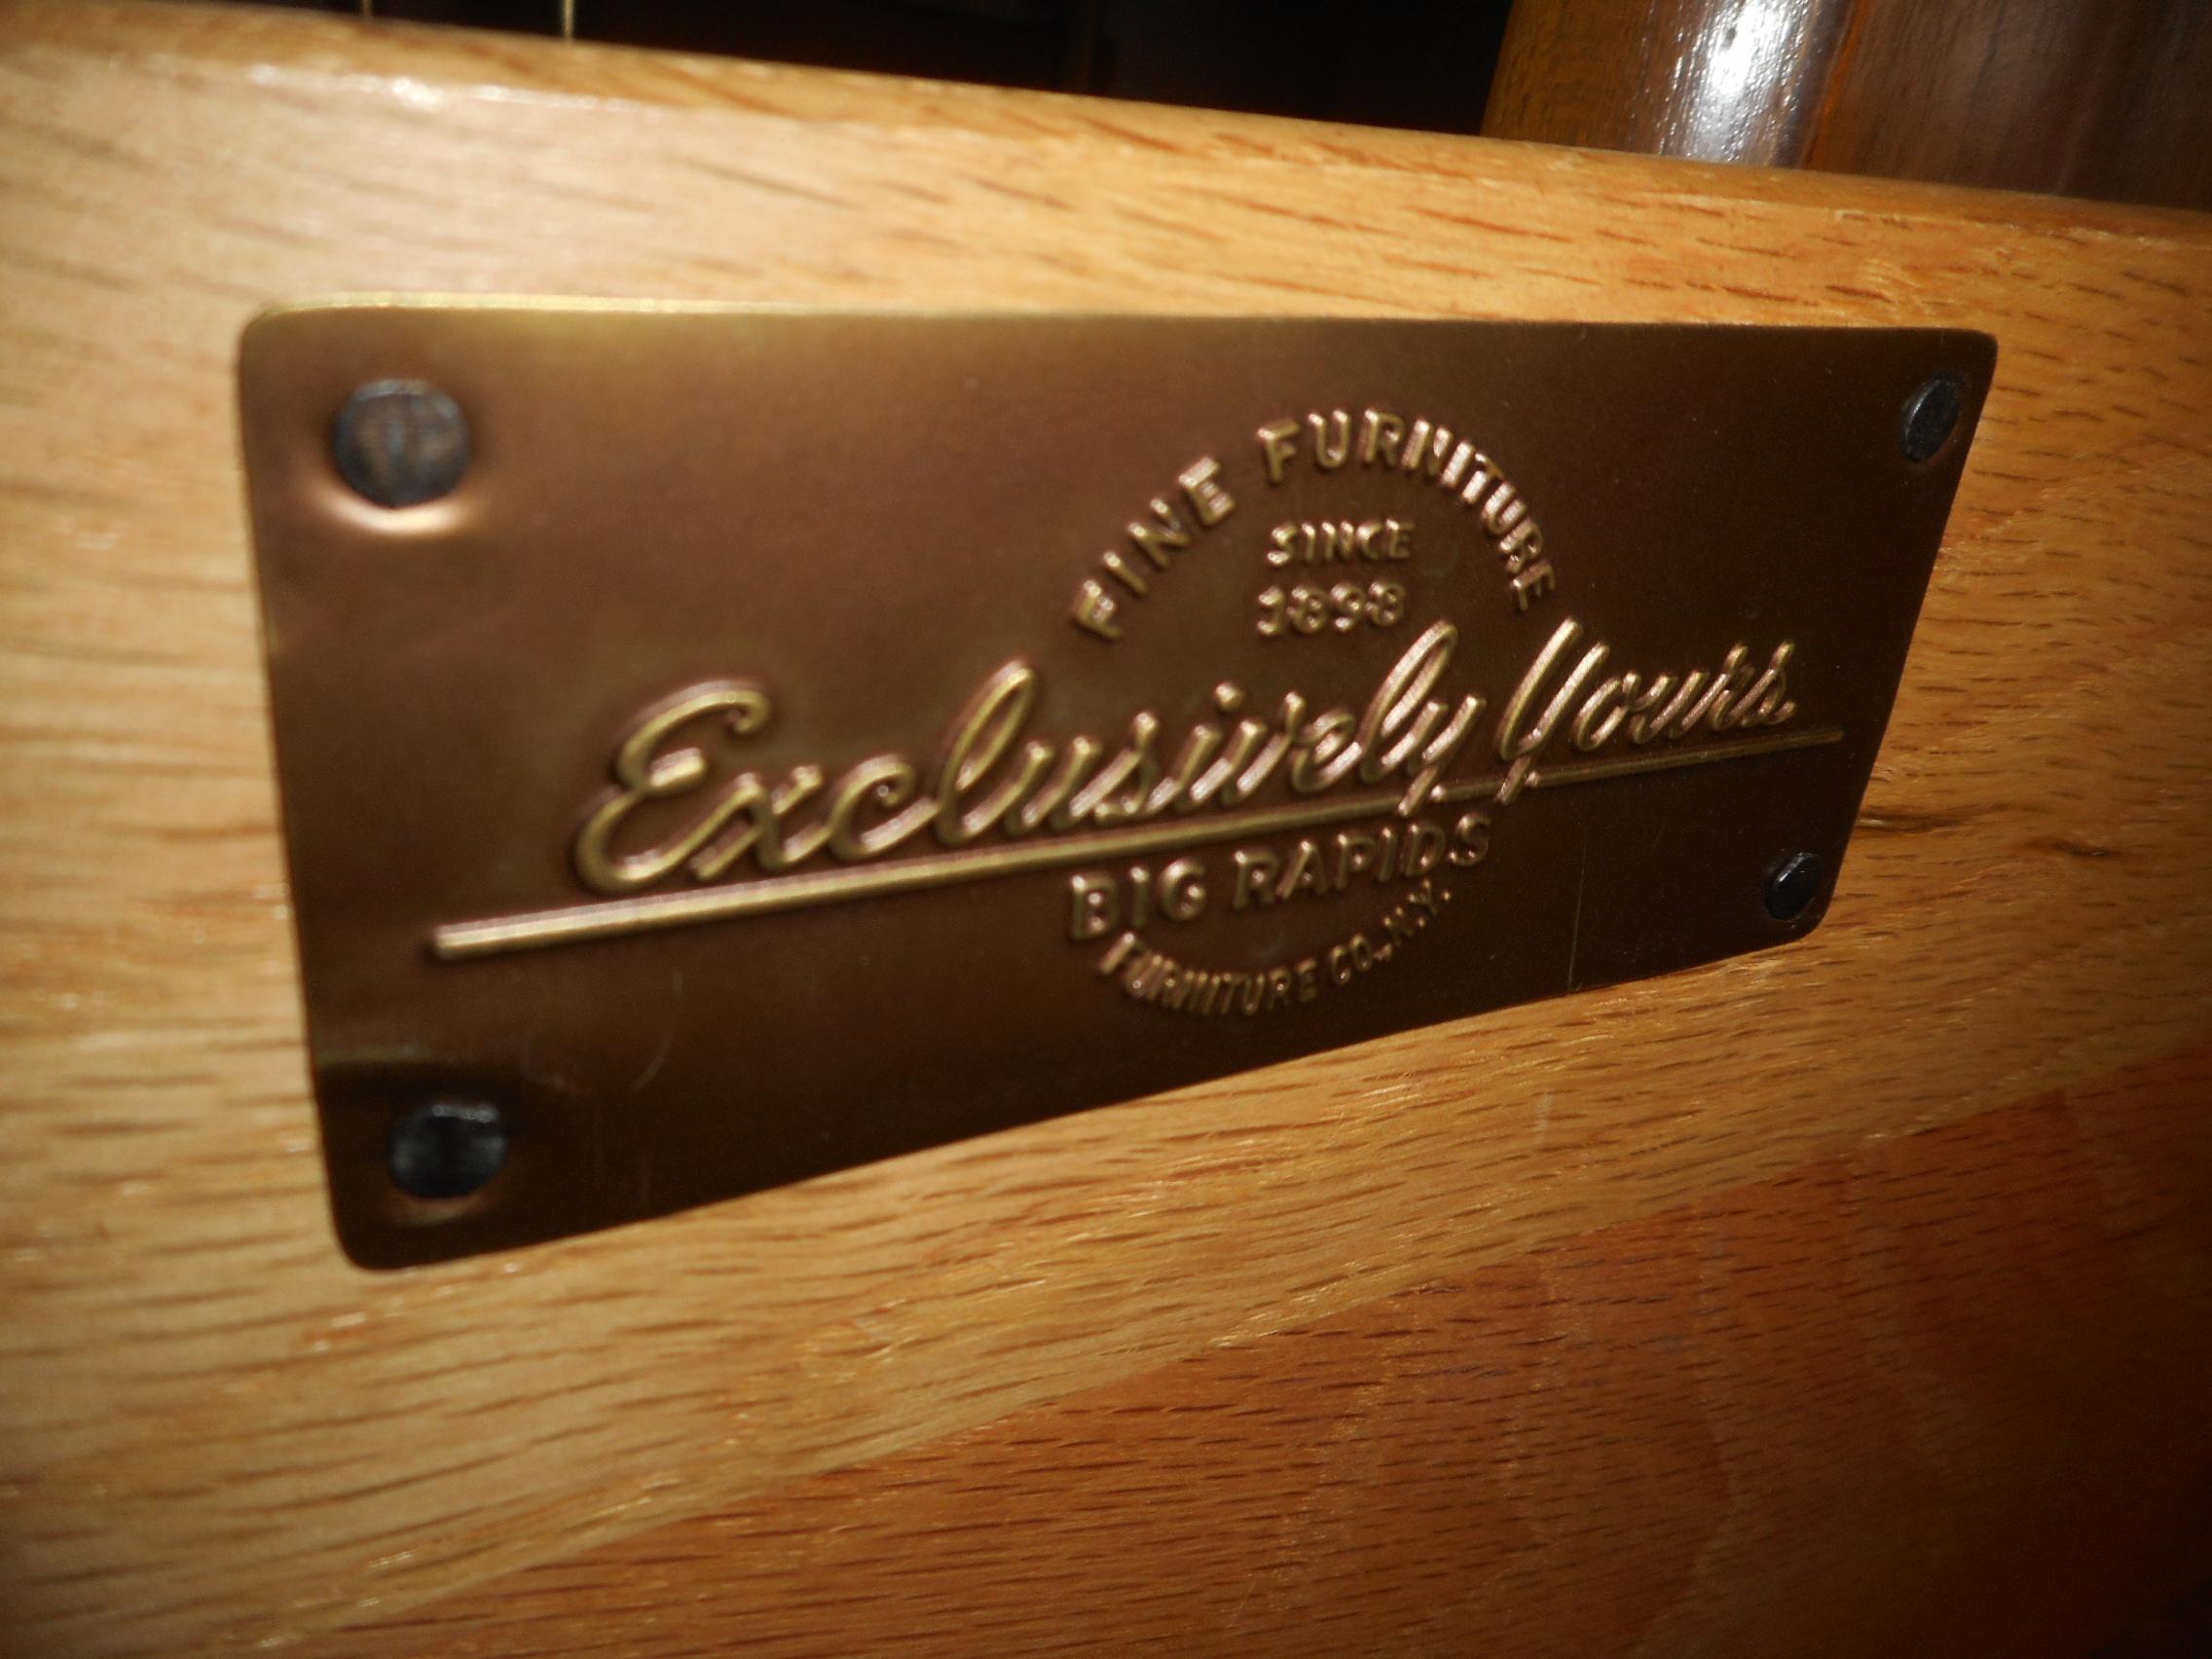 FINE FURNITURE
SINCE
1898
Exclusively Yours
BIG RAPIDS
FURNITURE CO., N.Y.